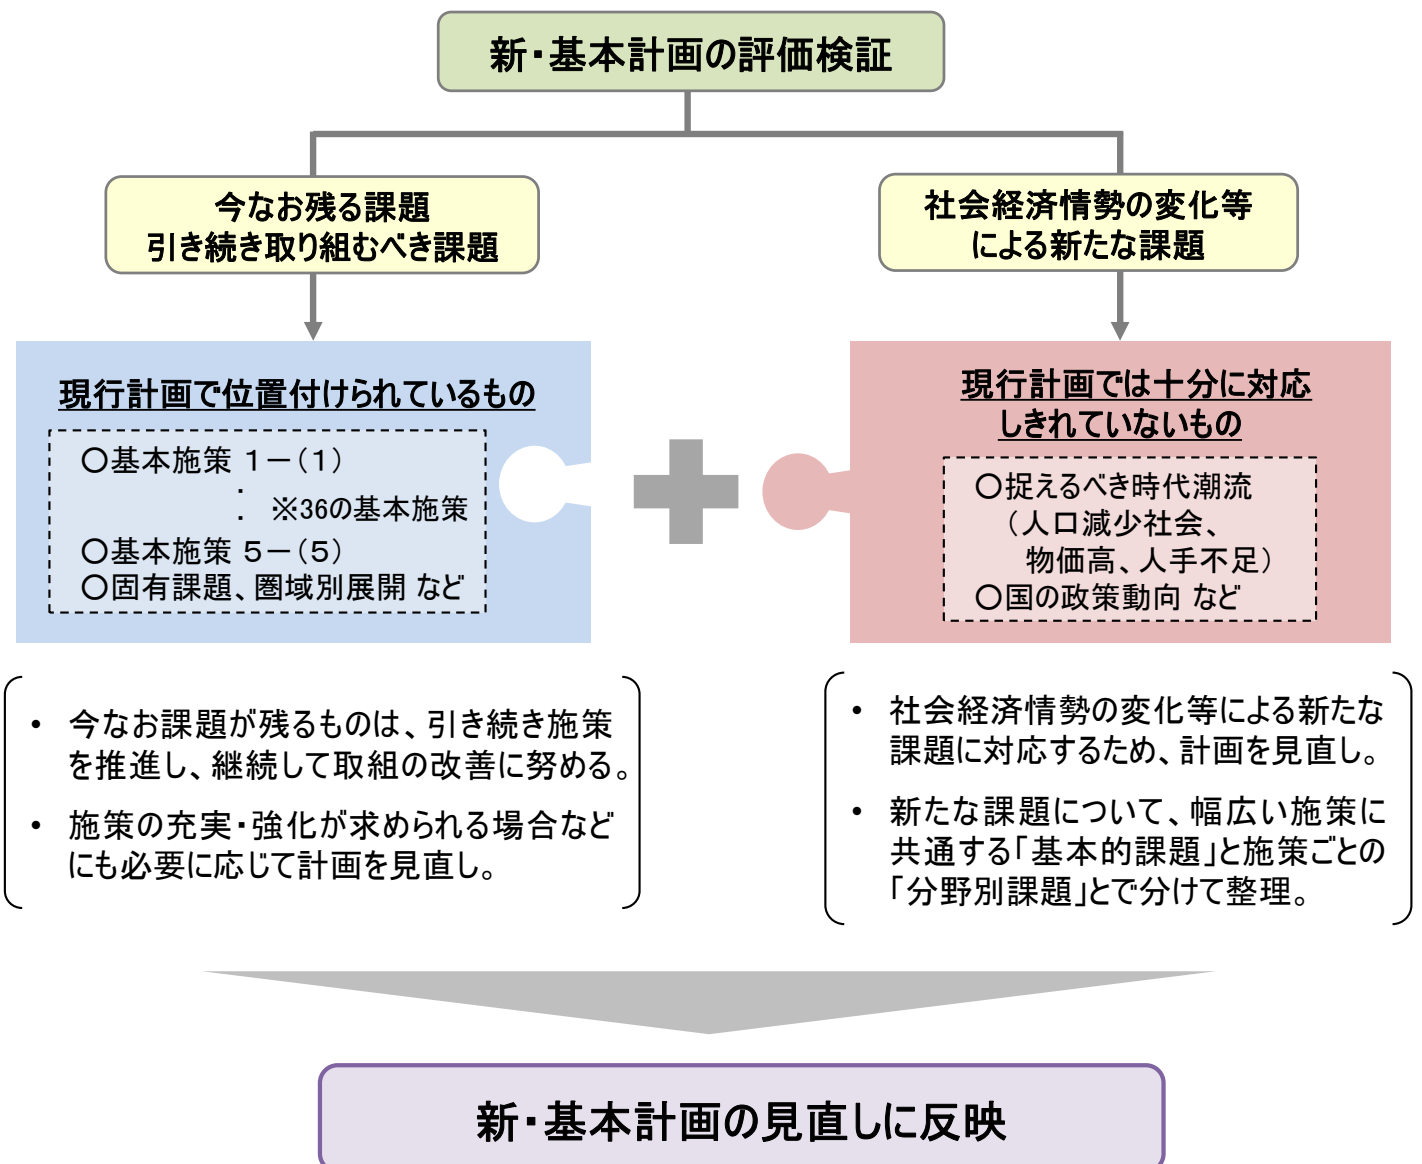 新・基本計画の評価検証
今なお残る課題
引き続き取り組むべき課題
現行計画で位置付けられているもの
○基本施策 １－（１）
：　※36の基本施策
○基本施策 ５－（５）
○固有課題、圏域別展開 など
・ 今なお課題が残るものは、引き続き施策
を推進し、継続して取組の改善に努める。
・ 施策の充実・強化が求められる場合など
にも必要に応じて計画を見直し。
社会経済情勢の変化等
による新たな課題
現行計画では十分に対応
しきれていないもの
○捉えるべき時代潮流
（人口減少社会、
物価高、人手不足）
○国の政策動向 など
・ 社会経済情勢の変化等による新たな
課題に対応するため、計画を見直し。
・ 新たな課題について、幅広い施策に
共通する「基本的課題」と施策ごとの
「分野別課題」とで分けて整理。
新・基本計画の見直しに反映